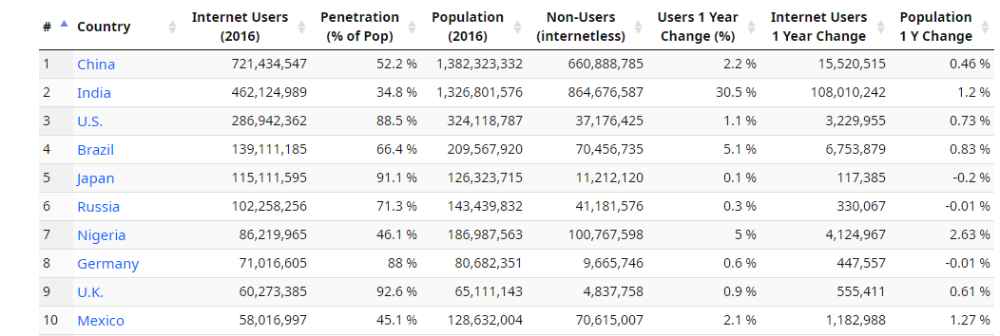 # Country Internet Users (2016) Penetration (% of Pop) Population (2016) Non-Users (internetless) Users 1 Year Change (%) Internet Users 1 Year Change Population 1 Y Change
1 China 721,434,547 52.2 % 1,382,323,332 660,888,785 2.2 % 15,520,515 0.46 %
2 India 462,124,989 34.8 % 1,326,801,576 864,676,587 30.5 % 108,010,242 1.2 %
3 U.S. 286,942,362 88.5 % 324,118,787 37,176,425 1.1 % 3,229,955 0.73 %
4 Brazil 139,111,185 66.4 % 209,567,920 70,456,735 5.1 % 6,753,879 0.83 %
5 Japan 115,111,595 91.1 % 126,323,715 11,212,120 0.1 % 117,385 -0.2 %
6 Russia 102,258,256 71.3 % 143,439,832 41,181,576 0.3 % 330,067 -0.01 %
7 Nigeria 86,219,965 46.1 % 186,987,563 100,767,598 5 % 4,124,967 2.63 %
8 Germany 71,016,605 88 % 80,682,351 9,665,746 0.6 % 447,557 -0.01 %
9 U.K. 60,273,385 92.6 % 65,111,143 4,837,758 0.9 % 555,411 0.61 %
10 Mexico 58,016,997 45.1 % 128,632,004 70,615,007 2.1 % 1,182,988 1.27 %